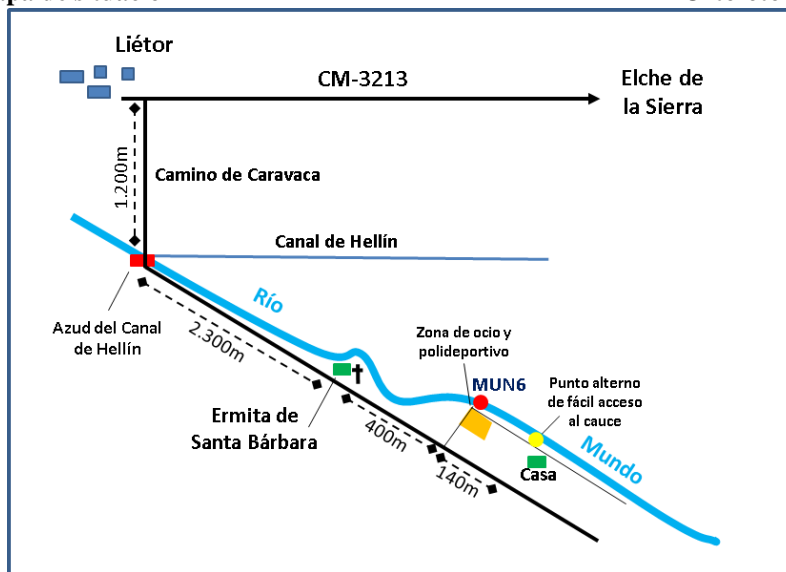 Liétor
CM-3213
Elche de
la Sierra
1.200m
Camino de Caravaca
Canal de Hellín
Río
Azud del Canal
de Hellín
2.300m
Zona de ocio y
polideportivo
MUN6
Punto alterno
de fácil acceso
al cauce
Ermita de
Santa Bárbara
400m
140m
Casa
Mundo